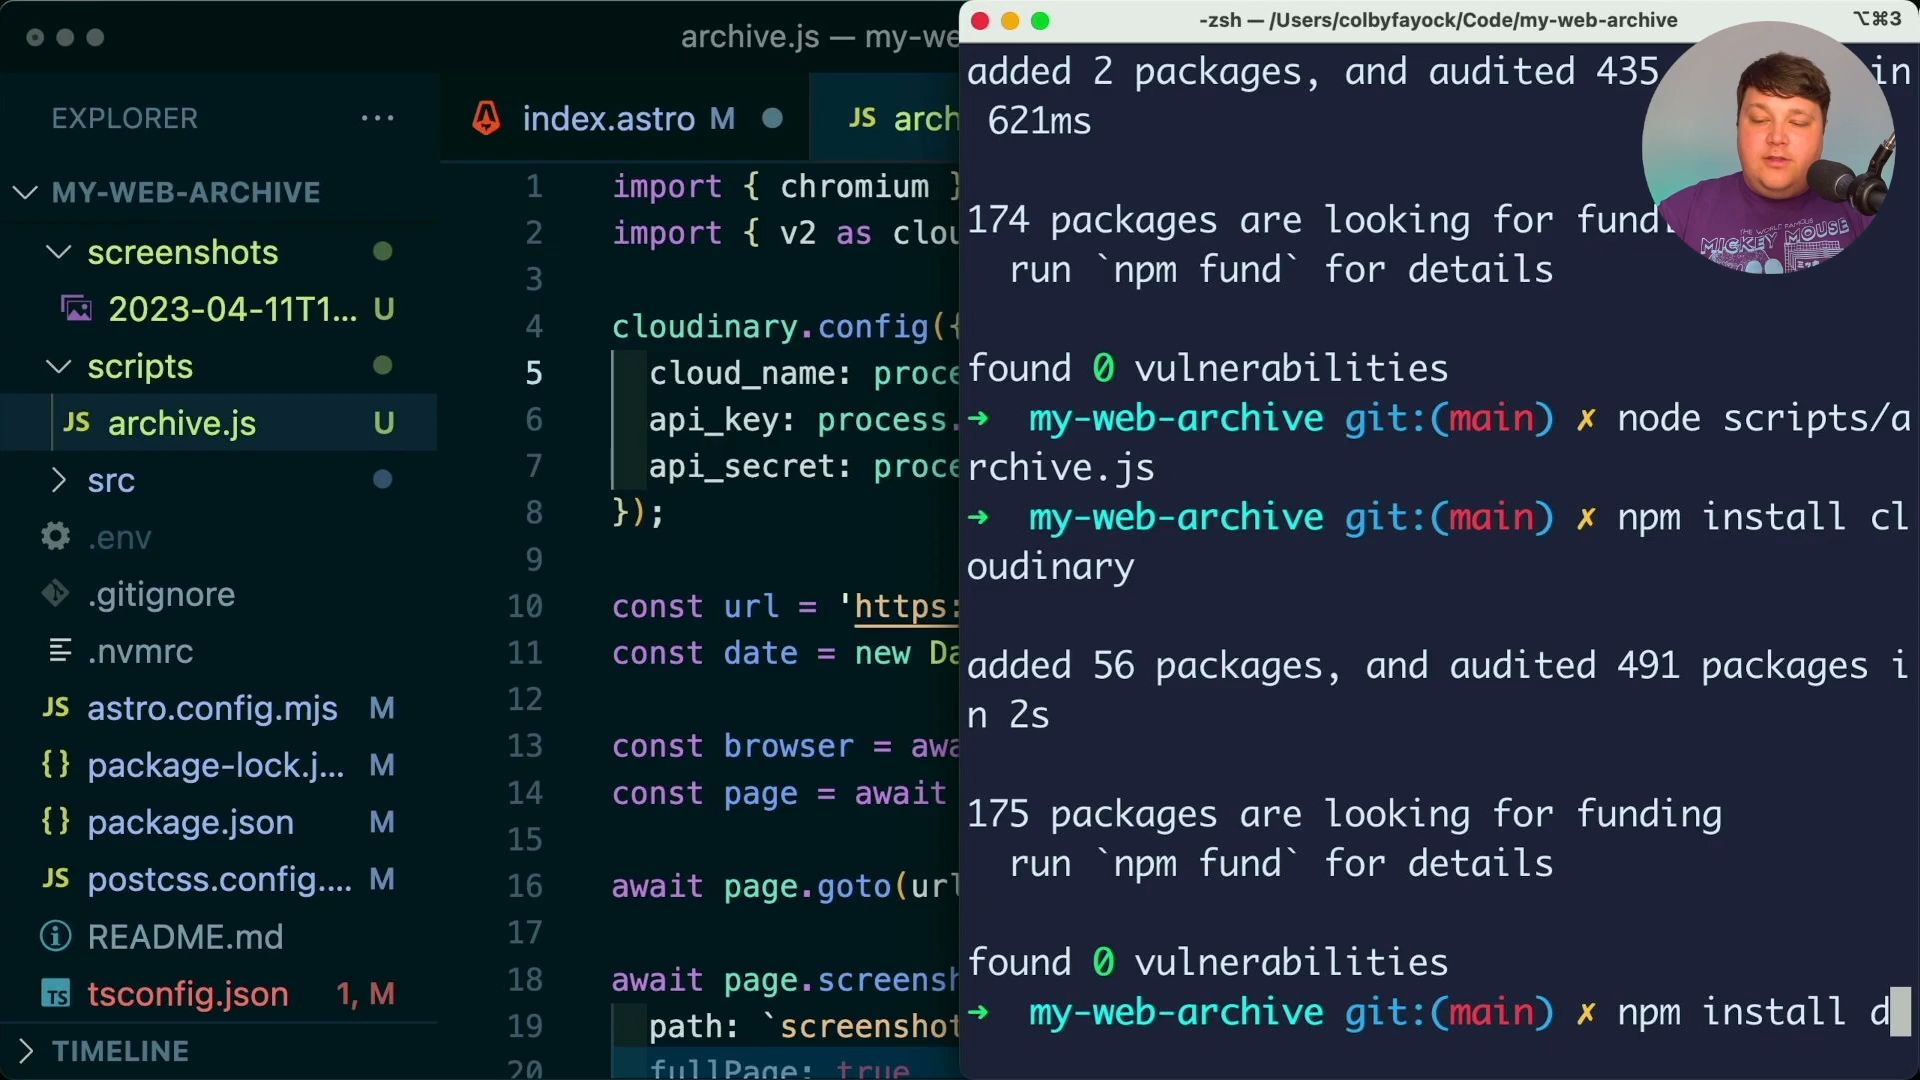 archive.js — my-we
EXPLORER
MY-WEB-ARCHIVE
screenshots
2023-04-11T1... U
scripts
JS archive.js U
src
.env
.gitignore
.nvmrc
JS astro.config.mjs M
{} package-lock.j... M
{} package.json M
JS postcss.config.... M
README.md
TS tsconfig.json 1, M
TIMELINE
index.astro M
JS arch
1 import { chromium }
2 import { v2 as clou
3
4 cloudinary.config({
5 cloud_name: proce
6 api_key: process.
7 api_secret: proce
8 });
9
10 const url = 'https:
11 const date = new Da
12
13 const browser = awa
14 const page = await
15
16 await page.goto(url
17
18 await page.screensh
19 path: `screenshot
20 fullPage: true
-zsh — /Users/colbyfayock/Code/my-web-archive
⌥⌘3
added 2 packages, and audited 435 in
621ms
174 packages are looking for fund
run `npm fund` for details
found 0 vulnerabilities
➜ my-web-archive git:(main) ✗ node scripts/a
rchive.js
➜ my-web-archive git:(main) ✗ npm install cl
oudinary
added 56 packages, and audited 491 packages i
n 2s
175 packages are looking for funding
run `npm fund` for details
found 0 vulnerabilities
➜ my-web-archive git:(main) ✗ npm install d
THE WORLD FAMOUS
MICKEY MOUSE